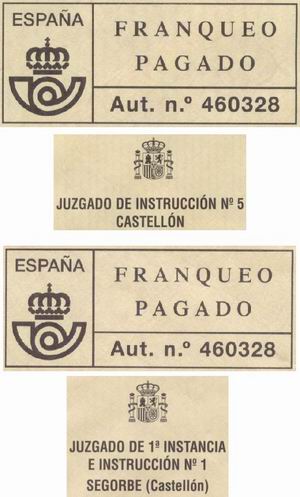 ESPAÑA
FRANQUEO
PAGADO
Aut. n.º 460328
JUZGADO DE INSTRUCCIÓN Nº 5
CASTELLÓN
ESPAÑA
FRANQUEO
PAGADO
Aut. n.º 460328
JUZGADO DE 1ª INSTANCIA
E INSTRUCCIÓN Nº 1
SEGORBE (Castellón)